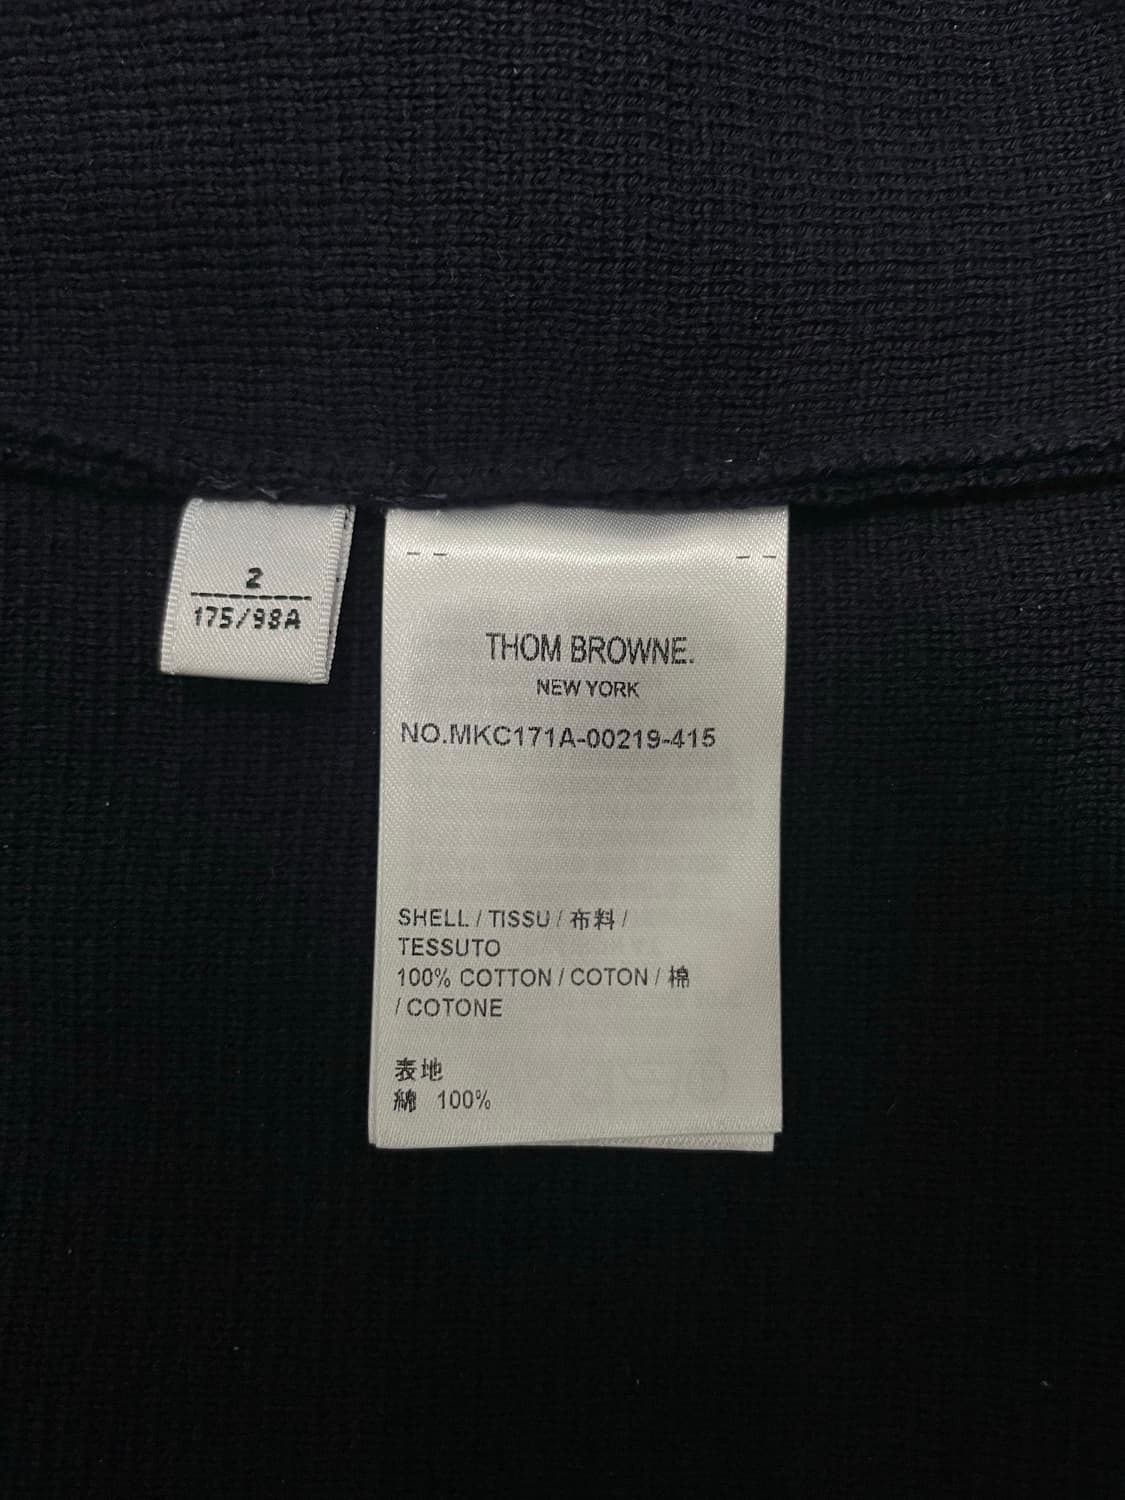 2
175/98A
THOM BROWNE.
NEW YORK
NO.MKC171A-00219-415
SHELL / TISSU / 布料 /
TESSUTO
100% COTTON / COTON / 棉
/ COTONE
表地
綿 100%